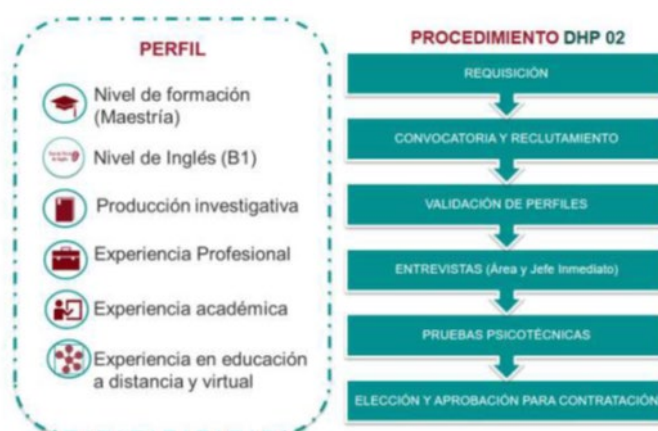 PERFIL
Nivel de formación
(Maestría)
Nivel de Inglés (B1)
Producción investigativa
Experiencia Profesional
Experiencia académica
Experiencia en educación
a distancia y virtual
PROCEDIMIENTO DHP 02
REQUISICIÓN
CONVOCATORIA Y RECLUTAMIENTO
VALIDACIÓN DE PERFILES
ENTREVISTAS (Área y Jefe Inmediato)
PRUEBAS PSICOTÉCNICAS
ELECCIÓN Y APROBACIÓN PARA CONTRATACIÓN